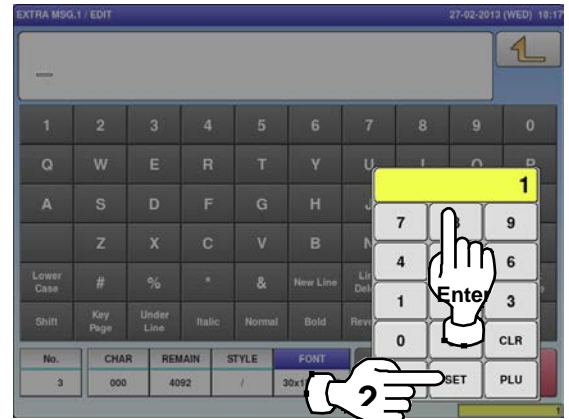 EXTRA MSG.1 / EDIT 27-02-2013 (WED) 18:17
1 2 3 4 5 6 7 8 9 0
Q W E R T Y U
A S D F G H
Z X C V B N
Lower Case # % & New Line
Shift Key Page Under Line Italic Normal Bold
No. CHAR REMAIN STYLE FONT
3 000 4092 /
1
7 9
4 6
Enter
1 3
0 CLR
2 SET PLU
1